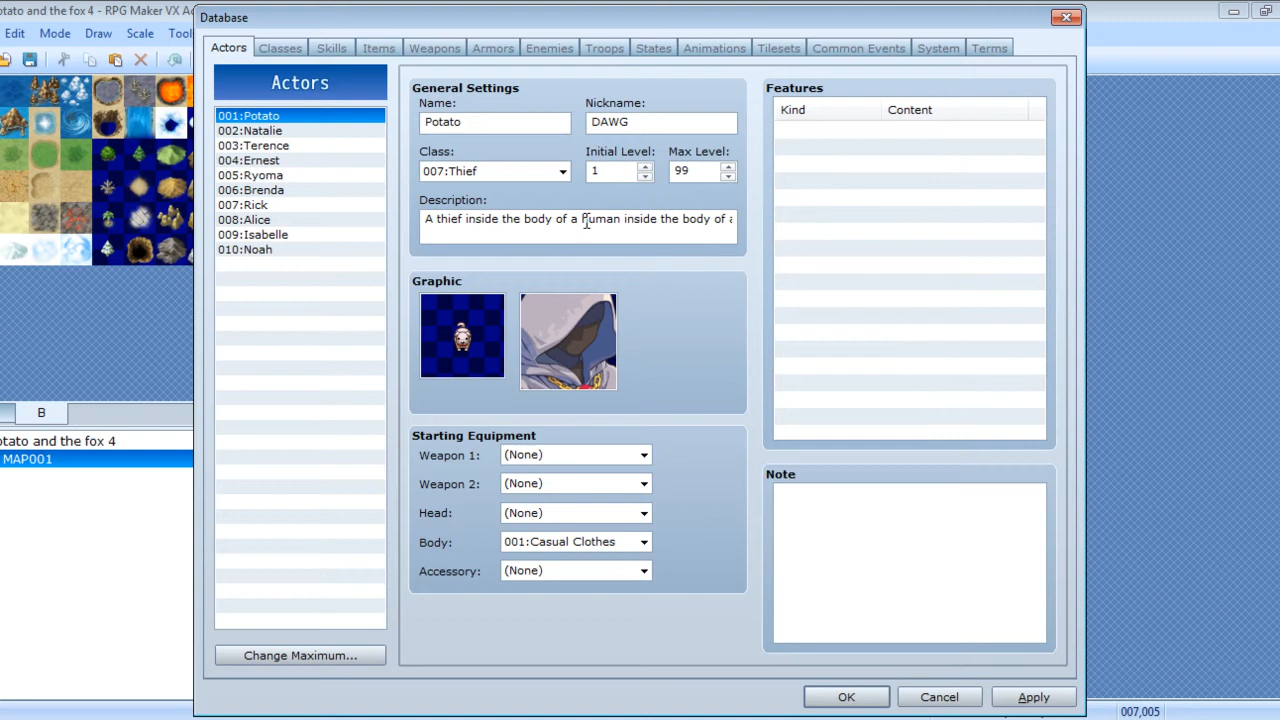 otato and the fox 4 - RPG Maker VX Ac
Edit Mode Draw Scale Tool
Database
Actors Classes Skills Items Weapons Armors Enemies Troops States Animations Tilesets Common Events System Terms
Actors
001:Potato
002:Natalie
003:Terence
004:Ernest
005:Ryoma
006:Brenda
007:Rick
008:Alice
009:Isabelle
010:Noah
Change Maximum...
General Settings
Name: Nickname:
Potato DAWG
Class: Initial Level: Max Level:
007:Thief 1 99
Description:
A thief inside the body of a human inside the body of a
Graphic
Starting Equipment
Weapon 1: (None)
Weapon 2: (None)
Head: (None)
Body: 001:Casual Clothes
Accessory: (None)
Features
Kind Content
Note
OK Cancel Apply
B
otato and the fox 4
MAP001
007,005